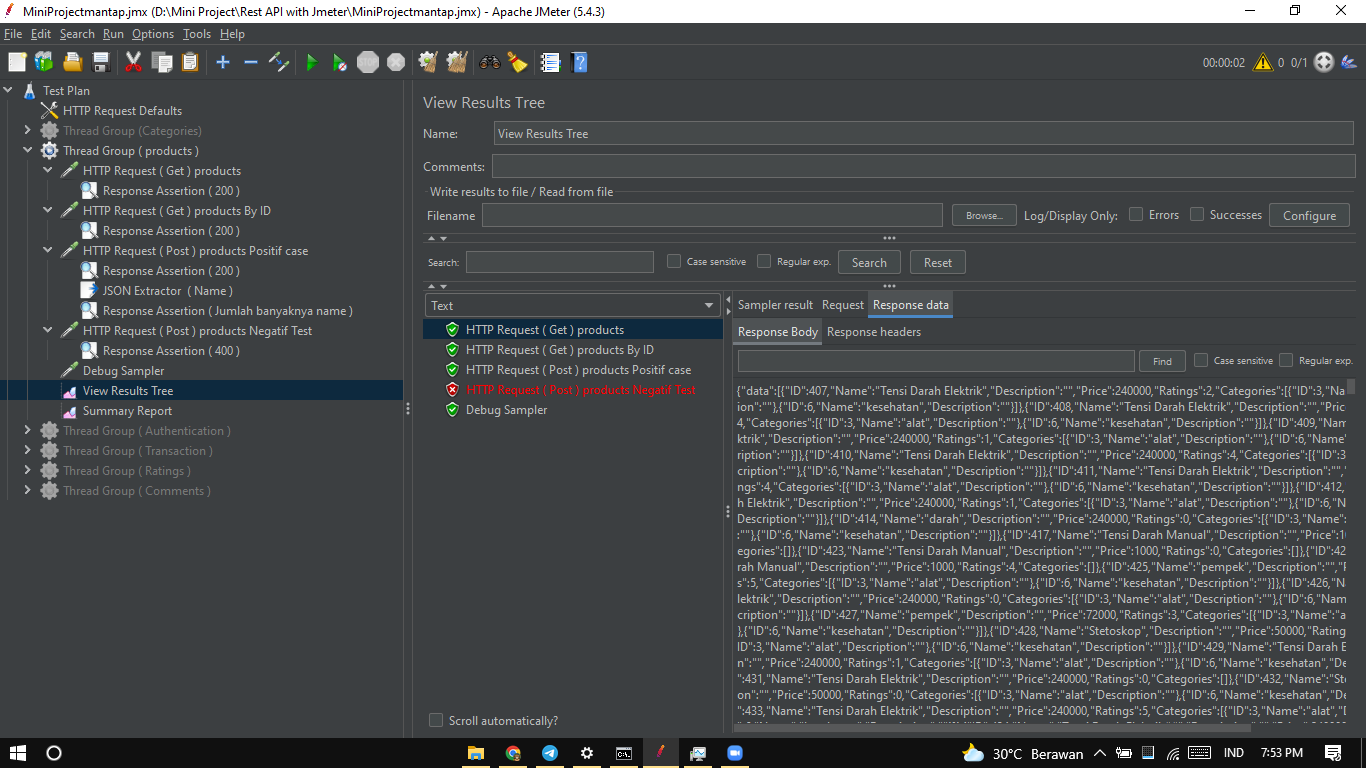 MiniProjectmantap.jmx (D:\Mini Project\Rest API with Jmeter\MiniProjectmantap.jmx) - Apache JMeter (5.4.3)
File Edit Search Run Options Tools Help
STOP
00:00:02 0 0/1
Test Plan
HTTP Request Defaults
Thread Group (Categories)
Thread Group ( products )
HTTP Request ( Get ) products
Response Assertion ( 200 )
HTTP Request ( Get ) products By ID
Response Assertion ( 200 )
HTTP Request ( Post ) products Positif case
Response Assertion ( 200 )
JSON Extractor ( Name )
Response Assertion ( Jumlah banyaknya name )
HTTP Request ( Post ) products Negatif Test
Response Assertion ( 400 )
Debug Sampler
View Results Tree
Summary Report
Thread Group ( Authentication )
Thread Group ( Transaction )
Thread Group ( Ratings )
Thread Group ( Comments )
View Results Tree
Name: View Results Tree
Comments:
Write results to file / Read from file
Filename Browse... Log/Display Only: Errors Successes Configure
Search: Case sensitive Regular exp. Search Reset
Text
HTTP Request ( Get ) products
HTTP Request ( Get ) products By ID
HTTP Request ( Post ) products Positif case
HTTP Request ( Post ) products Negatif Test
Debug Sampler
Scroll automatically?
Sampler result Request Response data
Response Body Response headers
Find Case sensitive Regular exp.
{"data":[{"ID":407,"Name":"Tensi Darah Elektrik","Description":"","Price":240000,"Ratings":2,"Categories":[{"ID":3,"Na
ion":""},{"ID":6,"Name":"kesehatan","Description":""}]},{"ID":408,"Name":"Tensi Darah Elektrik","Description":"","Pric
4,"Categories":[{"ID":3,"Name":"alat","Description":""},{"ID":6,"Name":"kesehatan","Description":""}]},{"ID":409,"Nam
ktrik","Description":"","Price":240000,"Ratings":1,"Categories":[{"ID":3,"Name":"alat","Description":""},{"ID":6,"Name"
ription":""}]},{"ID":410,"Name":"Tensi Darah Elektrik","Description":"","Price":240000,"Ratings":4,"Categories":[{"ID":3
cription":""},{"ID":6,"Name":"kesehatan","Description":""}]},{"ID":411,"Name":"Tensi Darah Elektrik","Description":"","
ngs":4,"Categories":[{"ID":3,"Name":"alat","Description":""},{"ID":6,"Name":"kesehatan","Description":""}]},{"ID":412,
h Elektrik","Description":"","Price":240000,"Ratings":1,"Categories":[{"ID":3,"Name":"alat","Description":""},{"ID":6,"N
Description":""}]},{"ID":414,"Name":"darah","Description":"","Price":240000,"Ratings":0,"Categories":[{"ID":3,"Name":
:""},{"ID":6,"Name":"kesehatan","Description":""}]},{"ID":417,"Name":"Tensi Darah Manual","Description":"","Price":1
egories":[]},{"ID":423,"Name":"Tensi Darah Manual","Description":"","Price":1000,"Ratings":0,"Categories":[]},{"ID":42
rah Manual","Description":"","Price":1000,"Ratings":4,"Categories":[]},{"ID":425,"Name":"pempek","Description":"","
s":5,"Categories":[{"ID":3,"Name":"alat","Description":""},{"ID":6,"Name":"kesehatan","Description":""}]},{"ID":426,"N
lektrik","Description":"","Price":240000,"Ratings":0,"Categories":[{"ID":3,"Name":"alat","Description":""},{"ID":6,"Nam
cription":""}]},{"ID":427,"Name":"pempek","Description":"","Price":72000,"Ratings":3,"Categories":[{"ID":3,"Name":"a
},{"ID":6,"Name":"kesehatan","Description":""}]},{"ID":428,"Name":"Stetoskop","Description":"","Price":50000,"Rating
ID":3,"Name":"alat","Description":""},{"ID":6,"Name":"kesehatan","Description":""}]},{"ID":429,"Name":"Tensi Darah E
n":"","Price":240000,"Ratings":1,"Categories":[{"ID":3,"Name":"alat","Description":""},{"ID":6,"Name":"kesehatan","De
":431,"Name":"Tensi Darah Elektrik","Description":"","Price":240000,"Ratings":0,"Categories":[]},{"ID":432,"Name":"Ste
on":"","Price":50000,"Ratings":0,"Categories":[{"ID":3,"Name":"alat","Description":""},{"ID":6,"Name":"kesehatan","De
":433,"Name":"Tensi Darah Elektrik","Description":"","Price":240000,"Ratings":5,"Categories":[{"ID":3,"Name":"alat","D
30°C Berawan IND 7:53 PM